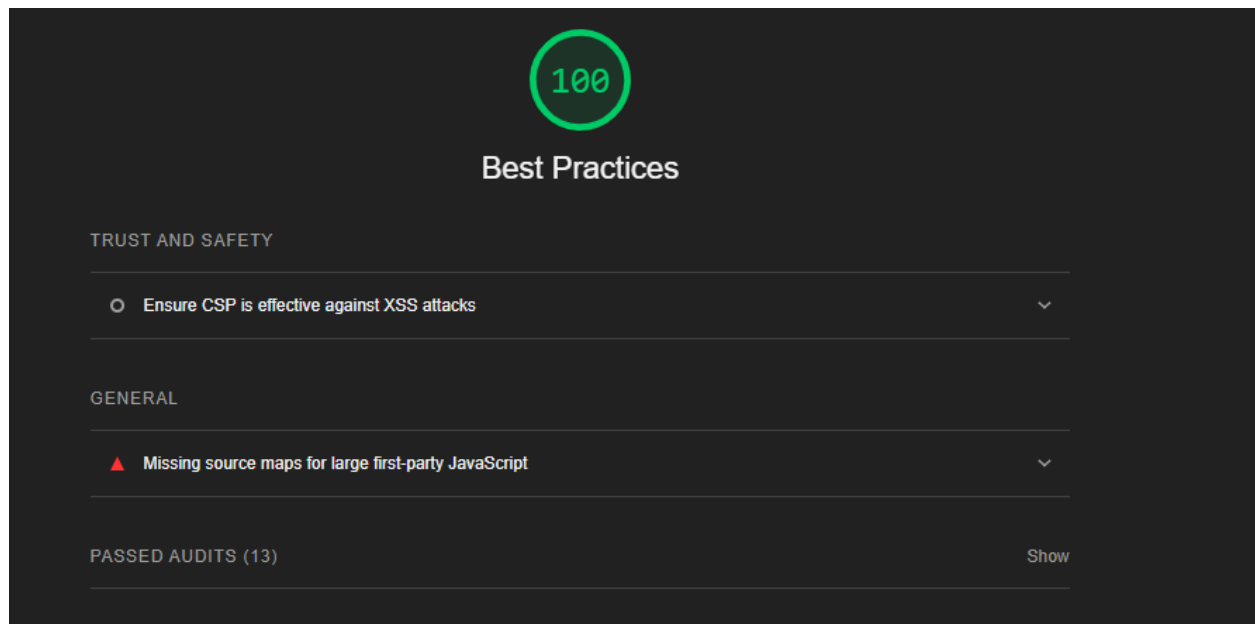 100
Best Practices
TRUST AND SAFETY
Ensure CSP is effective against XSS attacks
GENERAL
Missing source maps for large first-party JavaScript
PASSED AUDITS (13) Show